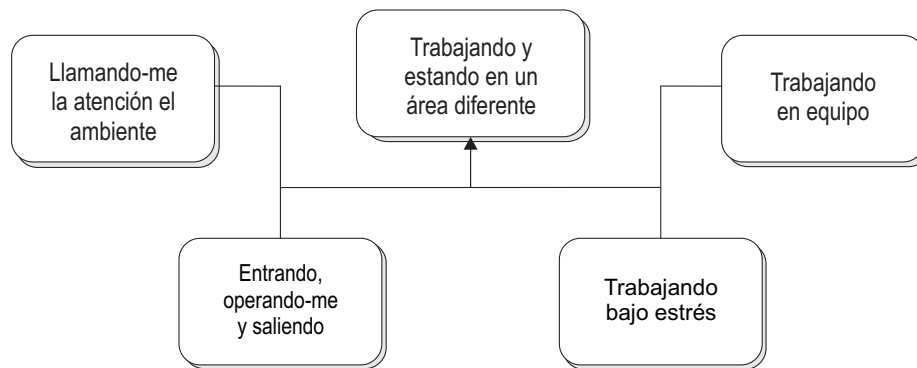 Llamando-me
la atención el
ambiente
Trabajando y
estando en un
área diferente
Trabajando
en equipo
Entrando,
operando-me
y saliendo
Trabajando
bajo estrés